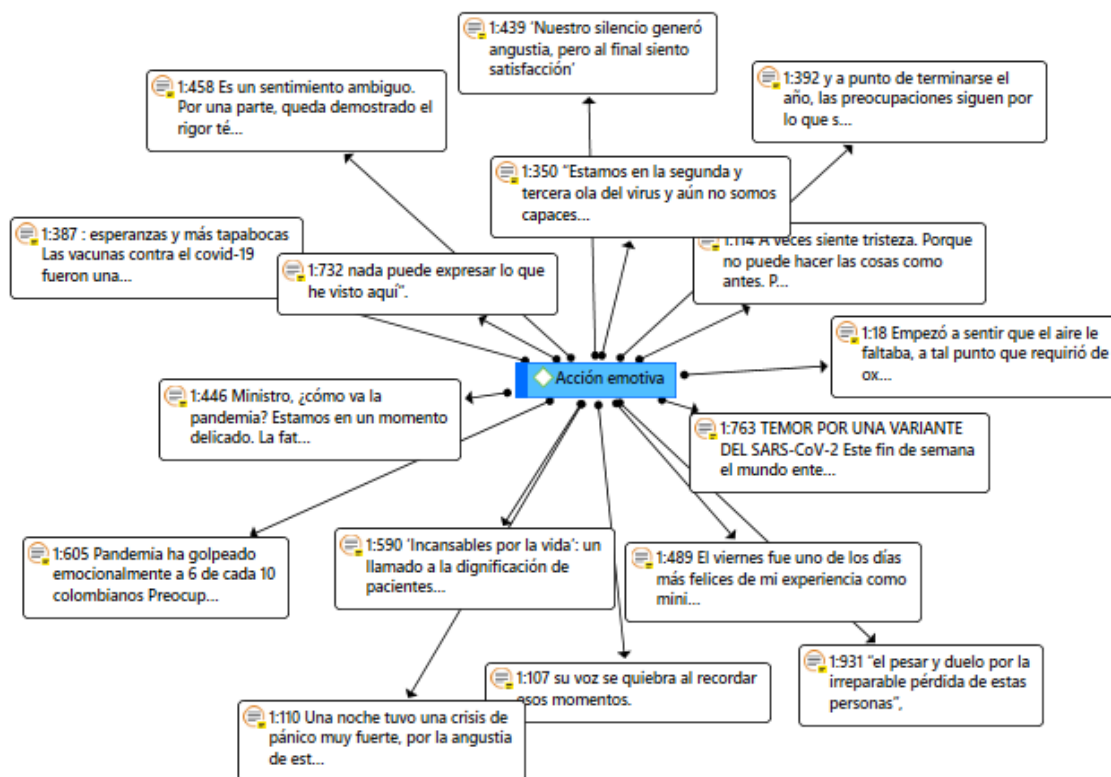 1:439 ‘Nuestro silencio generó
angustia, pero al final siento
satisfacción’
1:458 Es un sentimiento ambiguo.
Por una parte, queda demostrado el
rigor té...
1:392 y a punto de terminarse el
año, las preocupaciones siguen por
lo que s...
1:350 “Estamos en la segunda y
tercera ola del virus y aún no somos
capaces...
1:387 : esperanzas y más tapabocas
Las vacunas contra el covid-19
fueron una...
1:732 nada puede expresar lo que
he visto aquí”.
1:114 A veces siente tristeza. Porque
no puede hacer las cosas como
antes. P...
1:18 Empezó a sentir que el aire le
faltaba, a tal punto que requirió de
ox...
Acción emotiva
1:446 Ministro, ¿cómo va la
pandemia? Estamos en un momento
delicado. La fat...
1:763 TEMOR POR UNA VARIANTE
DEL SARS-CoV-2 Este fin de semana
el mundo ente...
1:605 Pandemia ha golpeado
emocionalmente a 6 de cada 10
colombianos Preocup...
1:590 ‘Incansables por la vida’: un
llamado a la dignificación de
pacientes...
1:489 El viernes fue uno de los días
más felices de mi experiencia como
mini...
1:931 “el pesar y duelo por la
irreparable pérdida de estas
personas”,
1:107 su voz se quiebra al recordar
esos momentos.
1:110 Una noche tuvo una crisis de
pánico muy fuerte, por la angustia
de est...